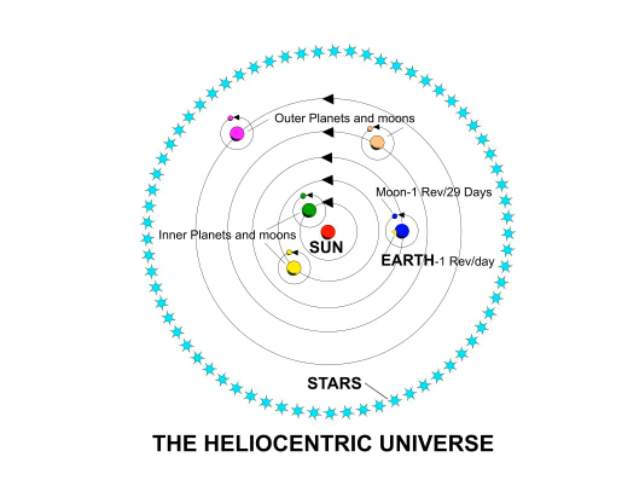 Outer Planets and moons
Moon-1 Rev/29 Days
Inner Planets and moons
SUN
EARTH-1 Rev/day
STARS
THE HELIOCENTRIC UNIVERSE